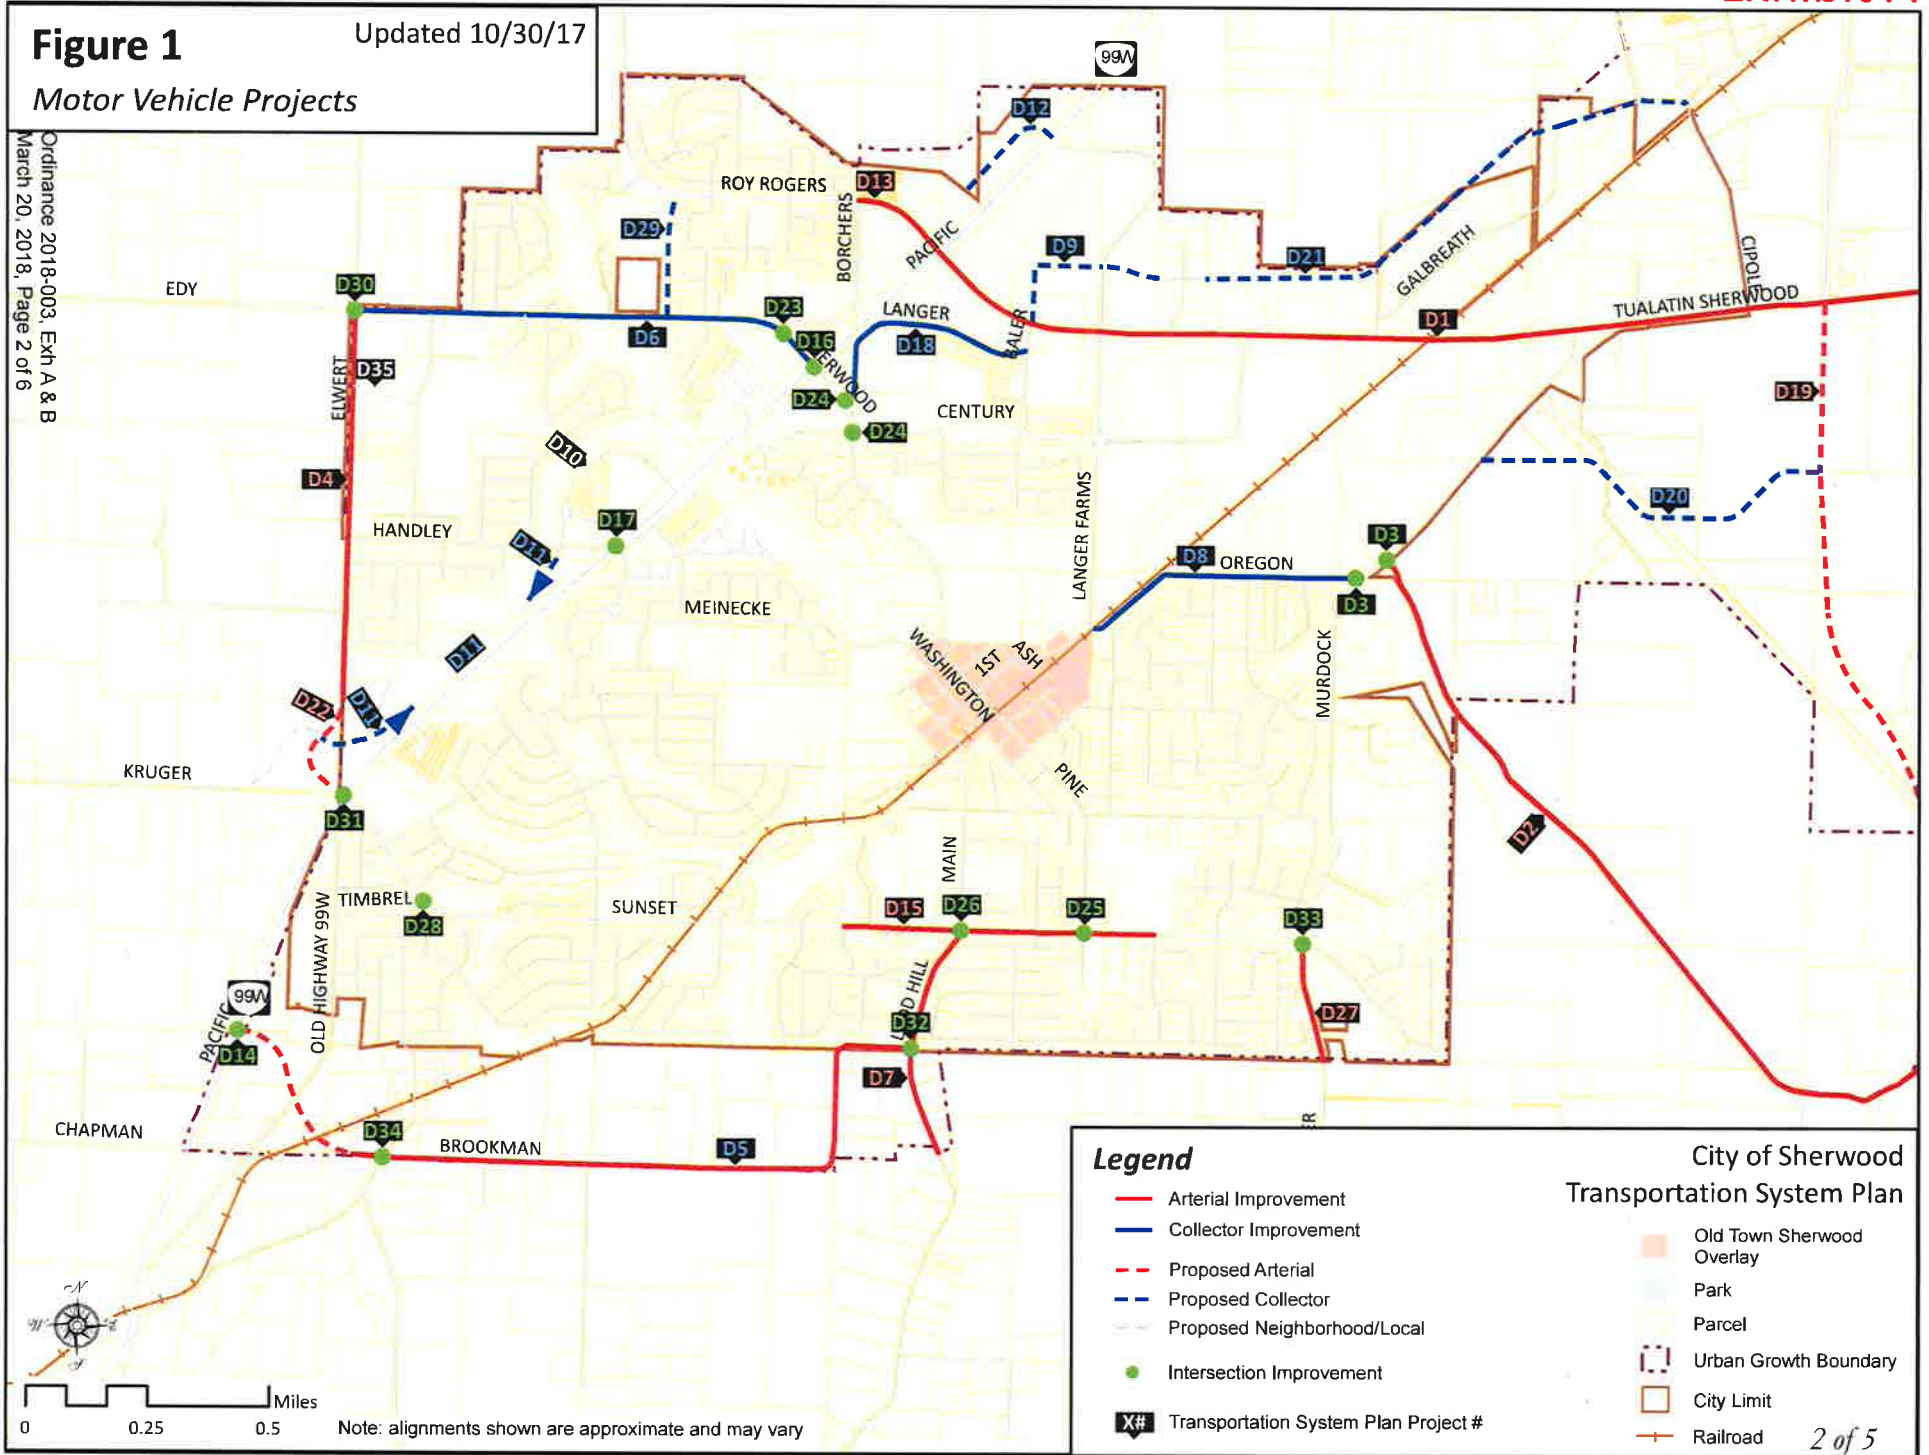 Figure 1
Updated 10/30/17
Motor Vehicle Projects
Ordinance 2018-003, Exh A & B
March 20, 2018, Page 2 of 6
99W
D12
ROY ROGERS
D13
D29
BORCHERS
PACIFIC
D9
D21
GALBREATH
CIPOLE
EDY
D30
D23
LANGER
TUALATIN SHERWOOD
D6
D16
D18
BALER
D1
ELWERT
D35
D24
CENTURY
D19
D24
D10
D4
LANGER FARMS
D20
HANDLEY
D17
D11
D8
OREGON
D3
D3
MEINECKE
D11
WASHINGTON
1ST
ASH
MURDOCK
D22
D11
KRUGER
PINE
D31
D2
MAIN
TIMBREL
D28
OLD HIGHWAY 99W
SUNSET
D15
D26
D25
D33
99W
PACIFIC
D14
D32
D27
D7
CHAPMAN
D34
BROOKMAN
D5
Legend
Arterial Improvement
Collector Improvement
Proposed Arterial
Proposed Collector
Proposed Neighborhood/Local
Intersection Improvement
X# Transportation System Plan Project #
City of Sherwood
Transportation System Plan
Old Town Sherwood
Overlay
Park
Parcel
Urban Growth Boundary
City Limit
Railroad
2 of 5
N
Miles
0 0.25 0.5
Note: alignments shown are approximate and may vary